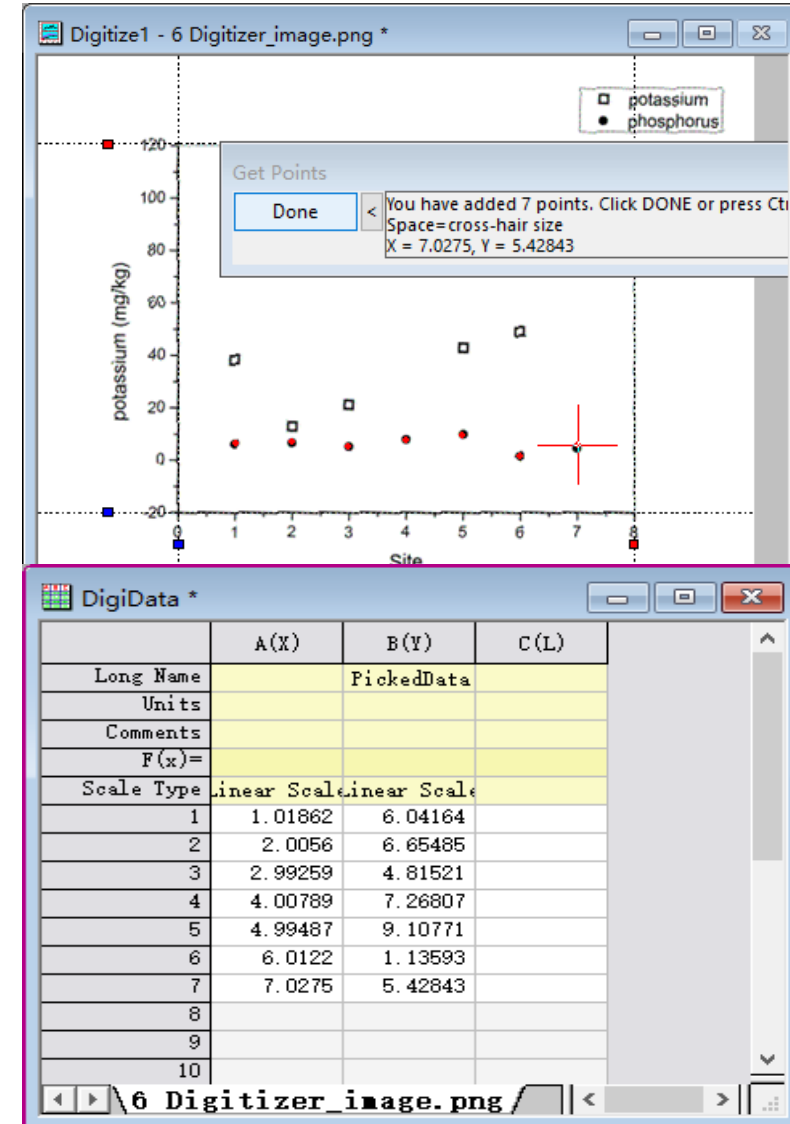 Digitize1 - 6 Digitizer_image.png *
potassium
phosphorus
120
Get Points
Done
<
You have added 7 points. Click DONE or press Ctr
Space=cross-hair size
X = 7.0275, Y = 5.42843
100
80
60
40
20
0
-20
potassium (mg/kg)
0 1 2 3 4 5 6 7 8
Site
DigiData *
A(X) B(Y) C(L)
Long Name PickedData
Units
Comments
F(x)=
Scale Type Linear Scale Linear Scale
1 1.01862 6.04164
2 2.0056 6.65485
3 2.99259 4.81521
4 4.00789 7.26807
5 4.99487 9.10771
6 6.0122 1.13593
7 7.0275 5.42843
8
9
10
6 Digitizer_image.png